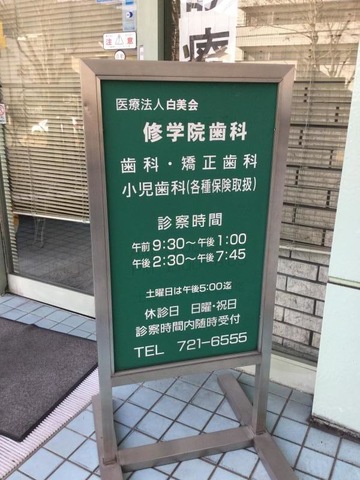 医療法人白美会
修学院歯科
歯科・矯正歯科
小児歯科(各種保険取扱)
診察時間
午前9:30～午後1:00
午後2:30～午後7:45
土曜日は午後5:00迄
休診日 日曜・祝日
診察時間内随時受付
TEL 721-6555
療
注意